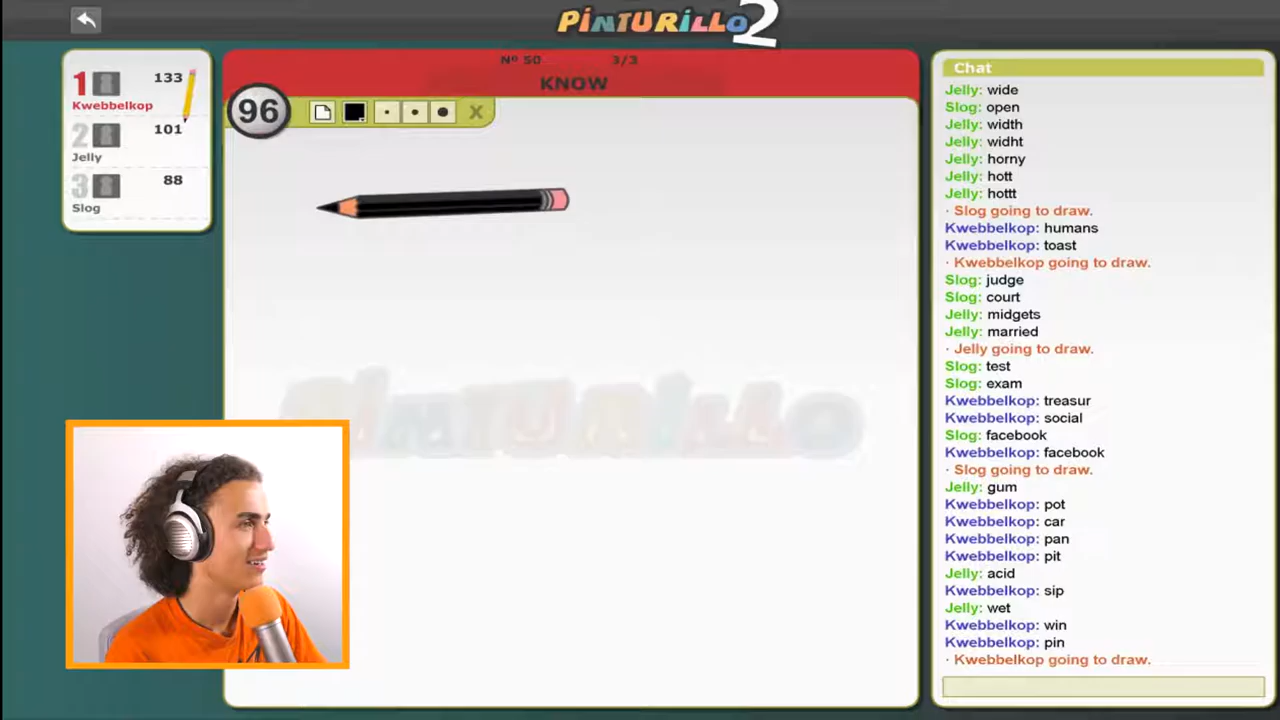 PINTURILLO 2
1 133
Kwebbelkop
2 101
Jelly
3 88
Slog
Nº 50 3/3
KNOW
96
X
PINTURILLO
Chat
Jelly: wide
Slog: open
Jelly: width
Jelly: widht
Jelly: horny
Jelly: hott
Jelly: hottt
· Slog going to draw.
Kwebbelkop: humans
Kwebbelkop: toast
· Kwebbelkop going to draw.
Slog: judge
Slog: court
Jelly: midgets
Jelly: married
· Jelly going to draw.
Slog: test
Slog: exam
Kwebbelkop: treasur
Kwebbelkop: social
Slog: facebook
Kwebbelkop: facebook
· Slog going to draw.
Jelly: gum
Kwebbelkop: pot
Kwebbelkop: car
Kwebbelkop: pan
Kwebbelkop: pit
Jelly: acid
Kwebbelkop: sip
Jelly: wet
Kwebbelkop: win
Kwebbelkop: pin
· Kwebbelkop going to draw.